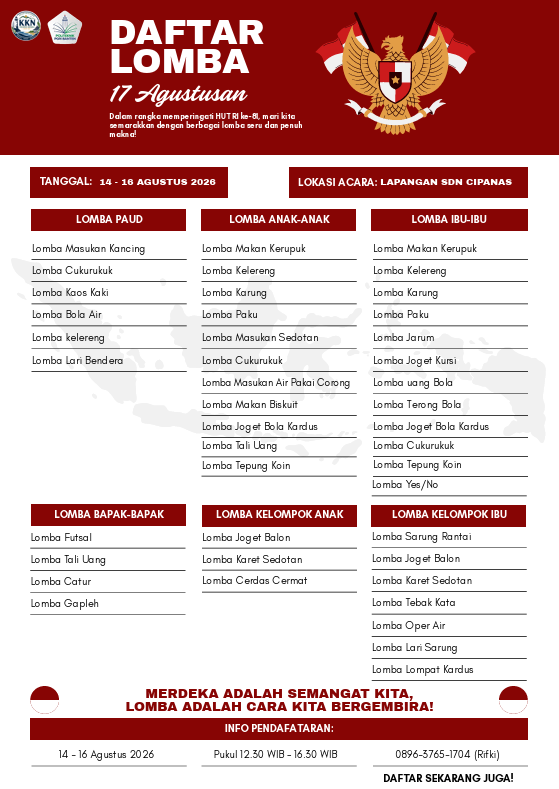 KKN
DAFTAR
LOMBA
17 Agustusan
Dalam rangka memperingati HUTRI ke-81, mari kita
semarakkan dengan berbagai lomba seru dan penuh
makna!
TANGGAL: 14 - 16 AGUSTUS 2026
LOKASI ACARA: LAPANGAN SDN CIPANAS
LOMBA PAUD
Lomba Masukan Kancing
Lomba Cukurukuk
Lomba Kaos Kaki
Lomba Bola Air
Lomba kelereng
Lomba Lari Bendera
LOMBA ANAK-ANAK
Lomba Makan Kerupuk
Lomba Kelereng
Lomba Karung
Lomba Paku
Lomba Masukan Sedotan
Lomba Cukurukuk
Lomba Masukan Air Pakai Corong
Lomba Makan Biskuit
Lomba Joget Bola Kardus
Lomba Tali Uang
Lomba Tepung Koin
LOMBA IBU-IBU
Lomba Makan Kerupuk
Lomba Kelereng
Lomba Karung
Lomba Paku
Lomba Jarum
Lomba Joget Kursi
Lomba uang Bola
Lomba Terong Bola
Lomba Joget Bola Kardus
Lomba Cukurukuk
Lomba Tepung Koin
Lomba Yes/No
LOMBA BAPAK-BAPAK
Lomba Futsal
Lomba Tali Uang
Lomba Catur
Lomba Gapleh
LOMBA KELOMPOK ANAK
Lomba Joget Balon
Lomba Karet Sedotan
Lomba Cerdas Cermat
LOMBA KELOMPOK IBU
Lomba Sarung Rantai
Lomba Joget Balon
Lomba Karet Sedotan
Lomba Tebak Kata
Lomba Oper Air
Lomba Lari Sarung
Lomba Lompat Kardus
MERDEKA ADALAH SEMANGAT KITA,
LOMBA ADALAH CARA KITA BERGEMBIRA!
INFO PENDAFATARAN:
14 - 16 Agustus 2026
Pukul 12.30 WIB - 16.30 WIB
0896-3765-1704 (Rifki)
DAFTAR SEKARANG JUGA!